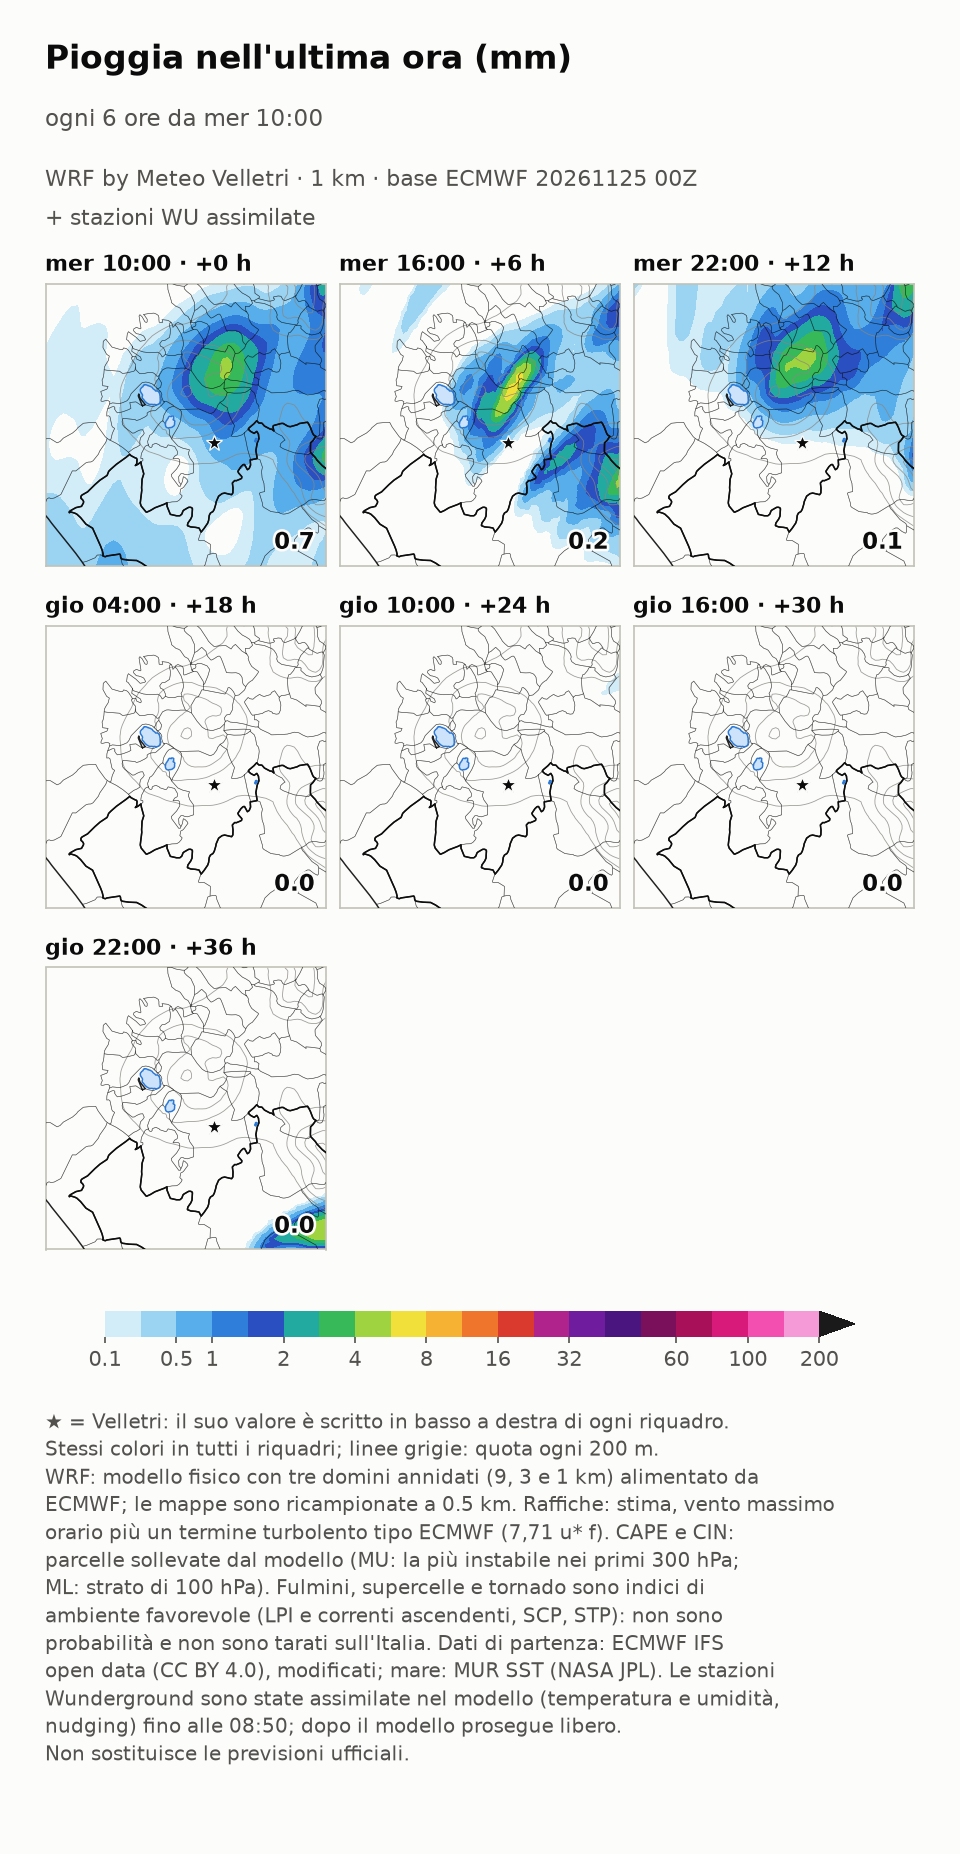 Pioggia nell'ultima ora (mm)
ogni 6 ore da mer 10:00
WRF by Meteo Velletri · 1 km · base ECMWF 20261125 00Z
+ stazioni WU assimilate
mer 10:00 · +0 h
mer 16:00 · +6 h
mer 22:00 · +12 h
0.7
0.2
0.1
gio 04:00 · +18 h
gio 10:00 · +24 h
gio 16:00 · +30 h
0.0
0.0
0.0
gio 22:00 · +36 h
0.0
0.1 0.5 1 2 4 8 16 32 60 100 200
★ = Velletri: il suo valore è scritto in basso a destra di ogni riquadro.
Stessi colori in tutti i riquadri; linee grigie: quota ogni 200 m.
WRF: modello fisico con tre domini annidati (9, 3 e 1 km) alimentato da
ECMWF; le mappe sono ricampionate a 0.5 km. Raffiche: stima, vento massimo
orario più un termine turbolento tipo ECMWF (7,71 u* f). CAPE e CIN:
parcelle sollevate dal modello (MU: la più instabile nei primi 300 hPa;
ML: strato di 100 hPa). Fulmini, supercelle e tornado sono indici di
ambiente favorevole (LPI e correnti ascendenti, SCP, STP): non sono
probabilità e non sono tarati sull'Italia. Dati di partenza: ECMWF IFS
open data (CC BY 4.0), modificati; mare: MUR SST (NASA JPL). Le stazioni
Wunderground sono state assimilate nel modello (temperatura e umidità,
nudging) fino alle 08:50; dopo il modello prosegue libero.
Non sostituisce le previsioni ufficiali.